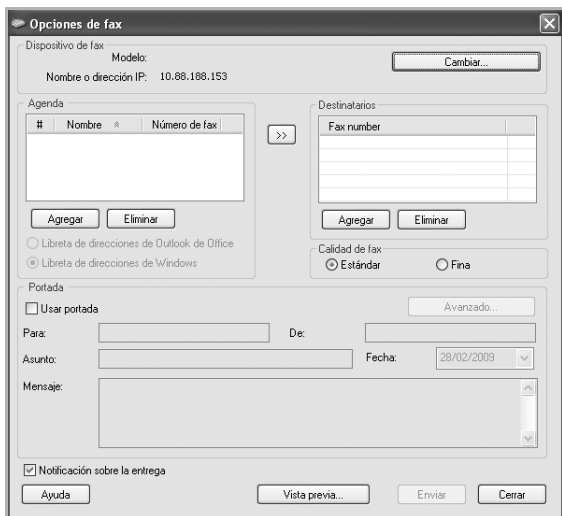 Opciones de fax
Dispositivo de fax
Modelo:
Cambiar...
Nombre o dirección IP: 10.88.188.153
Agenda
# Nombre Número de fax
>>
Agregar Eliminar
Libreta de direcciones de Outlook de Office
Libreta de direcciones de Windows
Destinatarios
Fax number
Agregar Eliminar
Calidad de fax
Estándar Fina
Portada
Usar portada Avanzado...
Para: De:
Asunto: Fecha: 28/02/2009
Mensaje:
Notificación sobre la entrega
Ayuda Vista previa... Enviar Cerrar